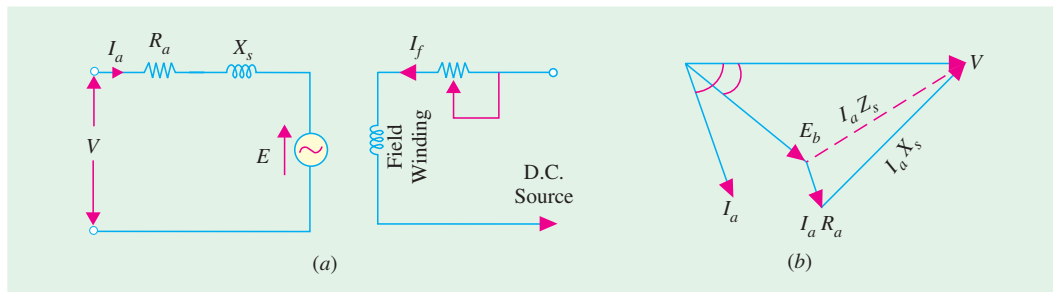 I_a R_a X_s
V
E
(a)
I_f
Field
Winding
D.C.
Source
V
E_b
I_a Z_s
I_a X_s
I_a
I_a R_a
(b)